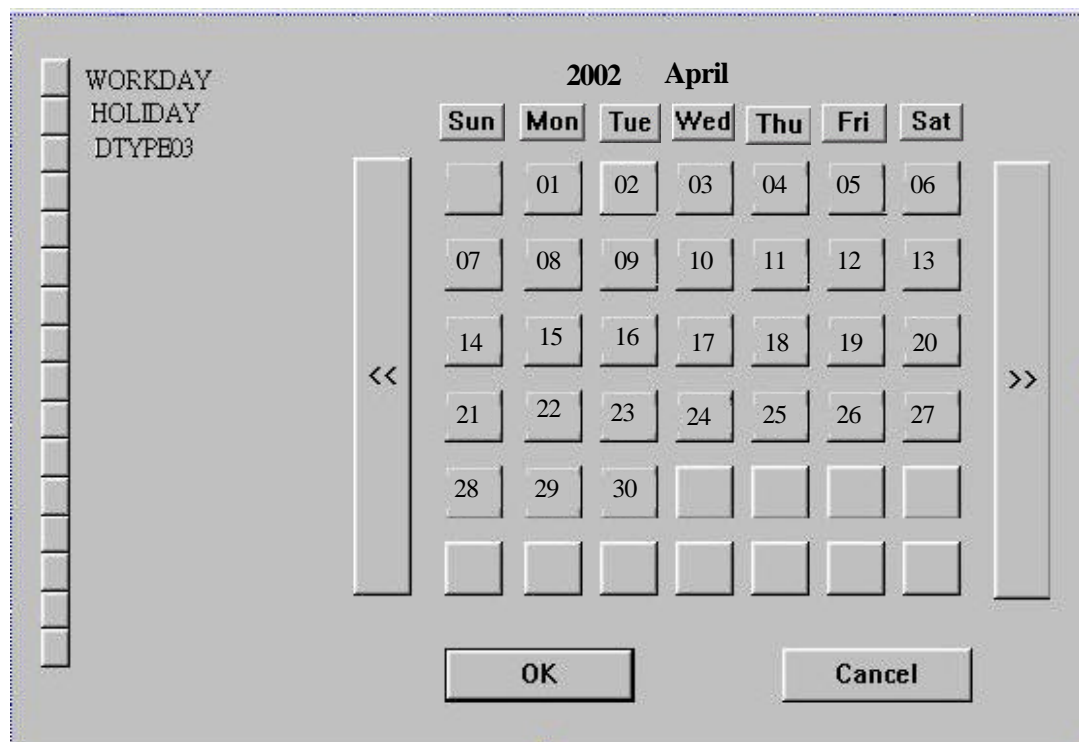 WORKDAY
HOLIDAY
DTYPE03
2002 April
Sun Mon Tue Wed Thu Fri Sat
01 02 03 04 05 06
07 08 09 10 11 12 13
14 15 16 17 18 19 20
<< >>
21 22 23 24 25 26 27
28 29 30
OK Cancel